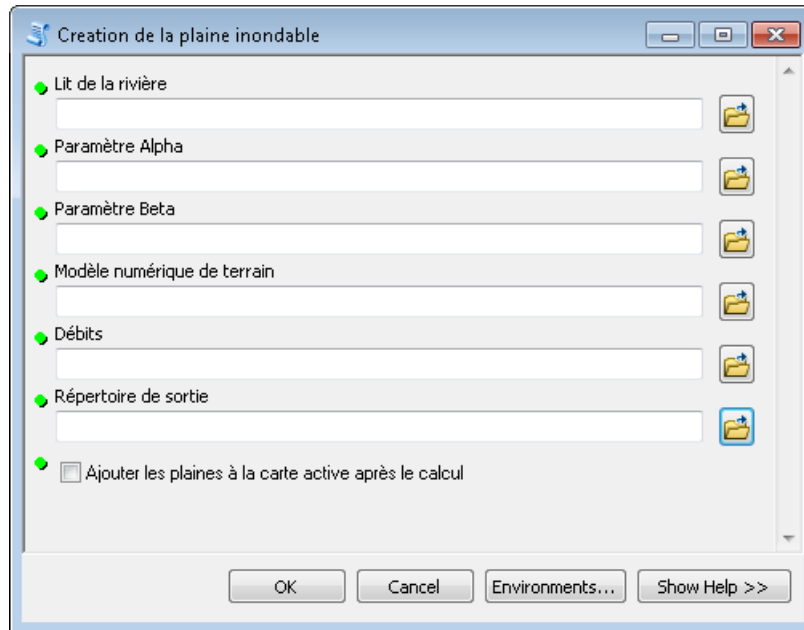 Creation de la plaine inondable
Lit de la rivière
Paramètre Alpha
Paramètre Beta
Modèle numérique de terrain
Débits
Répertoire de sortie
Ajouter les plaines à la carte active après le calcul
OK Cancel Environments... Show Help >>